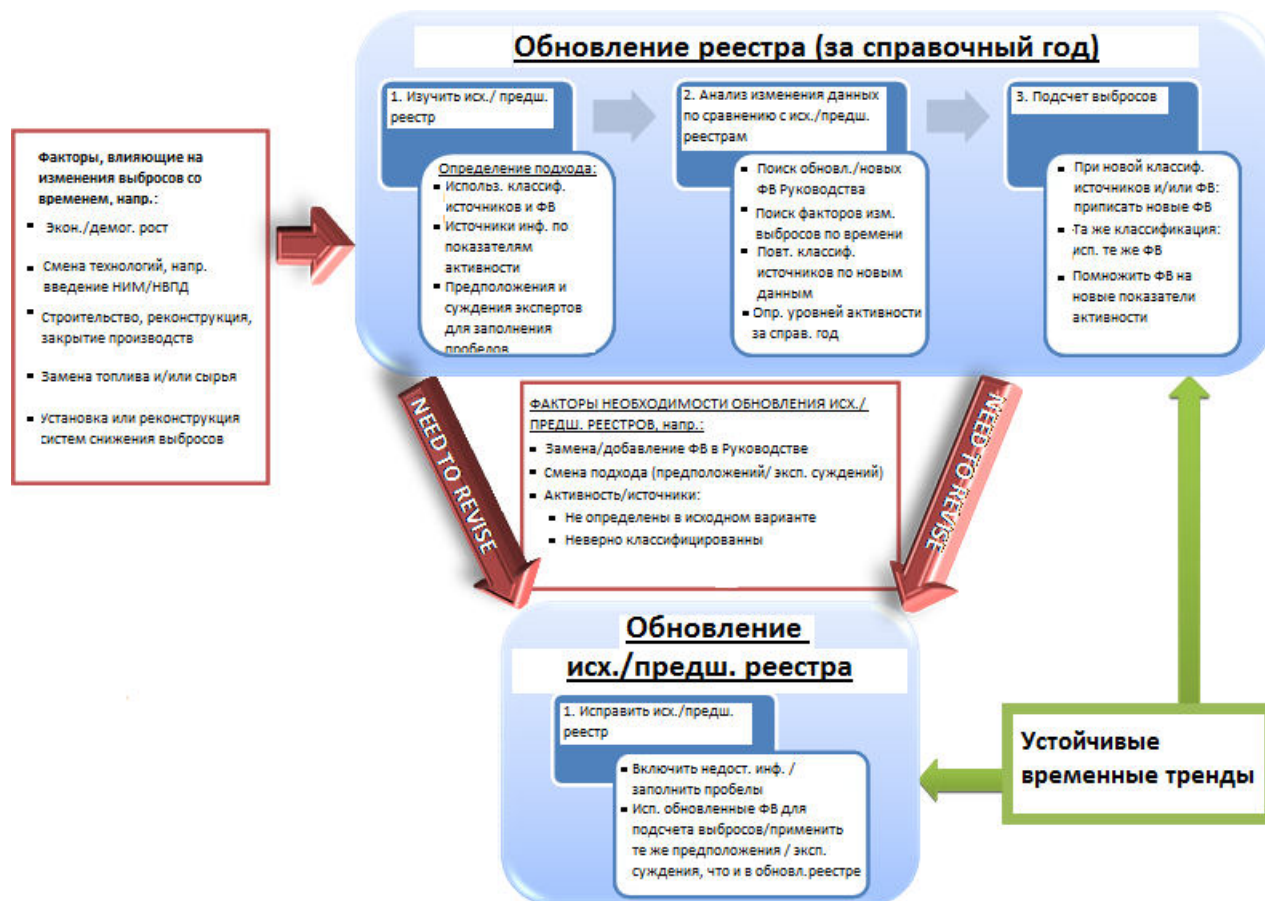 Обновление реестра (за справочный год)
1. Изучить исх./ предш.
реестр
Определение подхода:
▪ Использ. классиф.
источников и ФВ
▪ Источники инф. по
показателям
активности
▪ Предположения и
суждения экспертов
для заполнения
пробелов
2. Анализ изменения данных
по сравнению с исх./предш.
реестрам
▪ Поиск обновл./новых
ФВ Руководства
▪ Поиск факторов изм.
выбросов по времени
▪ Повт. классиф.
источников по новым
данным
▪ Опр. уровней активности
за справ. год
3. Подсчет выбросов
▪ При новой классиф.
источников и/или ФВ:
приписать новые ФВ
▪ Та же классификация:
исп. те же ФВ
▪ Помножить ФВ на
новые показатели
активности
Факторы, влияющие на
изменения выбросов со
временем, напр.:
▪ Экон./демог. рост
▪ Смена технологий, напр.
введение НИМ/НВПД
▪ Строительство, реконструкция,
закрытие производств
▪ Замена топлива и/или сырья
▪ Установка или реконструкция
систем снижения выбросов
NEED TO REVISE
ФАКТОРЫ НЕОБХОДИМОСТИ ОБНОВЛЕНИЯ ИСХ./
ПРЕДШ. РЕЕСТРОВ, напр.:
▪ Замена/добавление ФВ в Руководстве
▪ Смена подхода (предположений/ эксп. суждений)
▪ Активность/источники:
▪ Не определены в исходном варианте
▪ Неверно классифицированны
NEED TO REVISE
Обновление
исх./предш. реестра
1. Исправить исх./предш.
реестр
▪ Включить недост. инф. /
заполнить пробелы
▪ Исп. обновленные ФВ для
подсчета выбросов/применить
те же предположения / эксп.
суждения, что и в обновл.реестре
Устойчивые
временные тренды